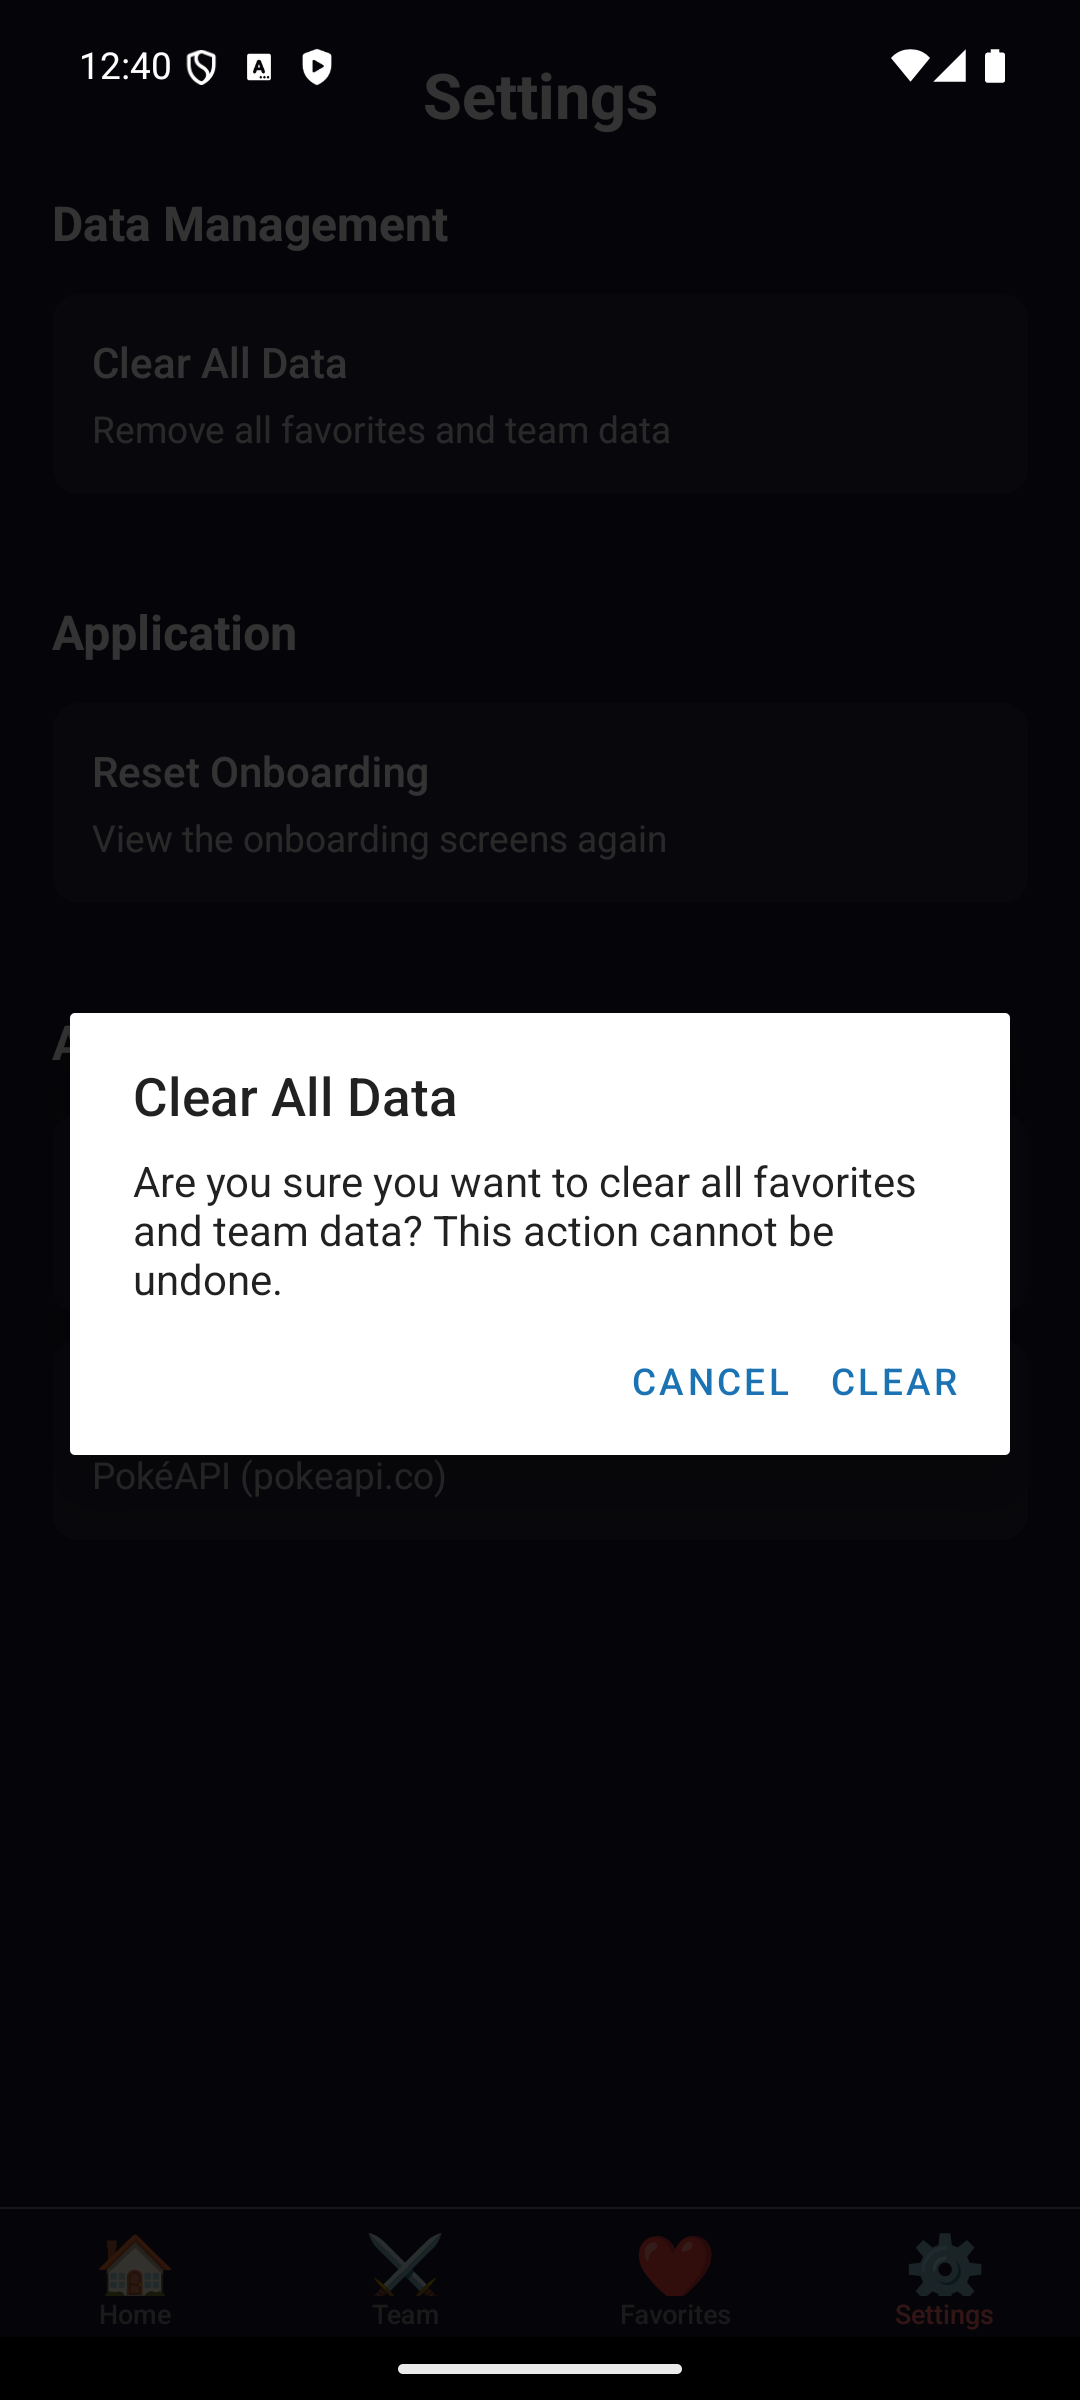 12:40
Settings
Data Management
Clear All Data
Remove all favorites and team data
Application
Reset Onboarding
View the onboarding screens again
Clear All Data
Are you sure you want to clear all favorites
and team data? This action cannot be
undone.
CANCEL CLEAR
PokéAPI (pokeapi.co)
Home Team Favorites Settings